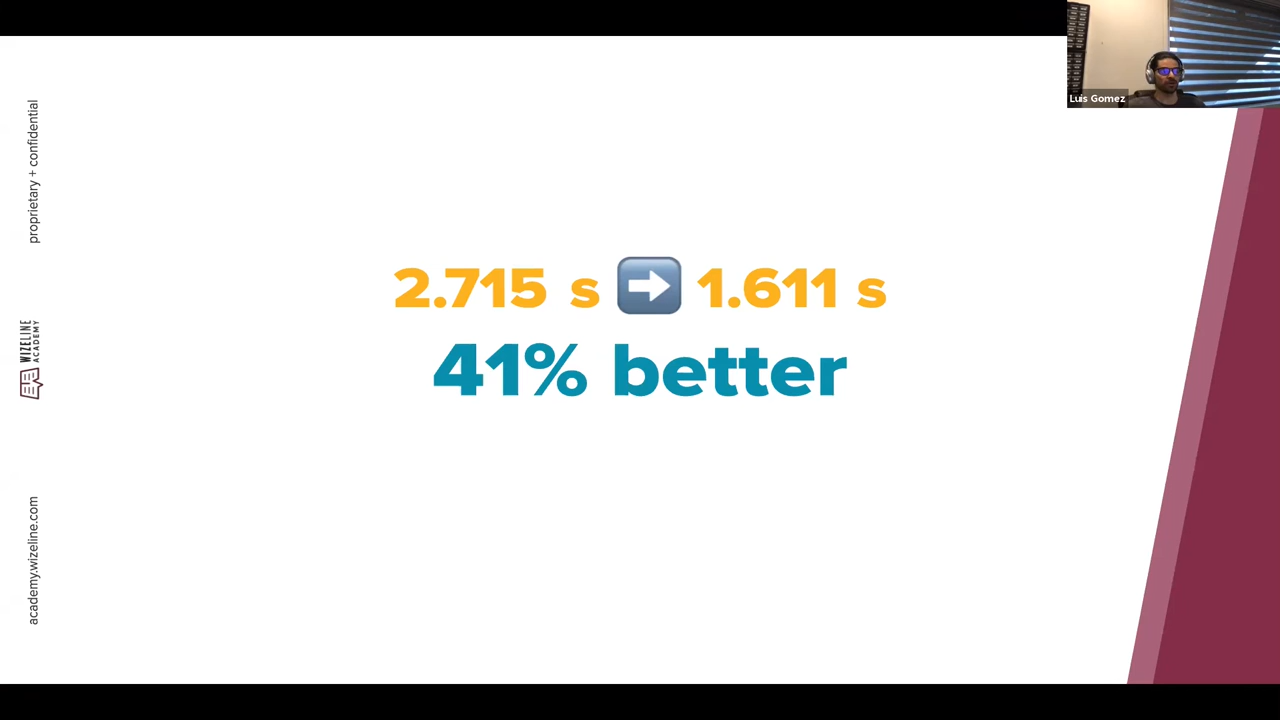 Luis Gomez
proprietary + confidential
2.715 s ➡️ 1.611 s
41% better
WIZELINE
ACADEMY
academy.wizeline.com